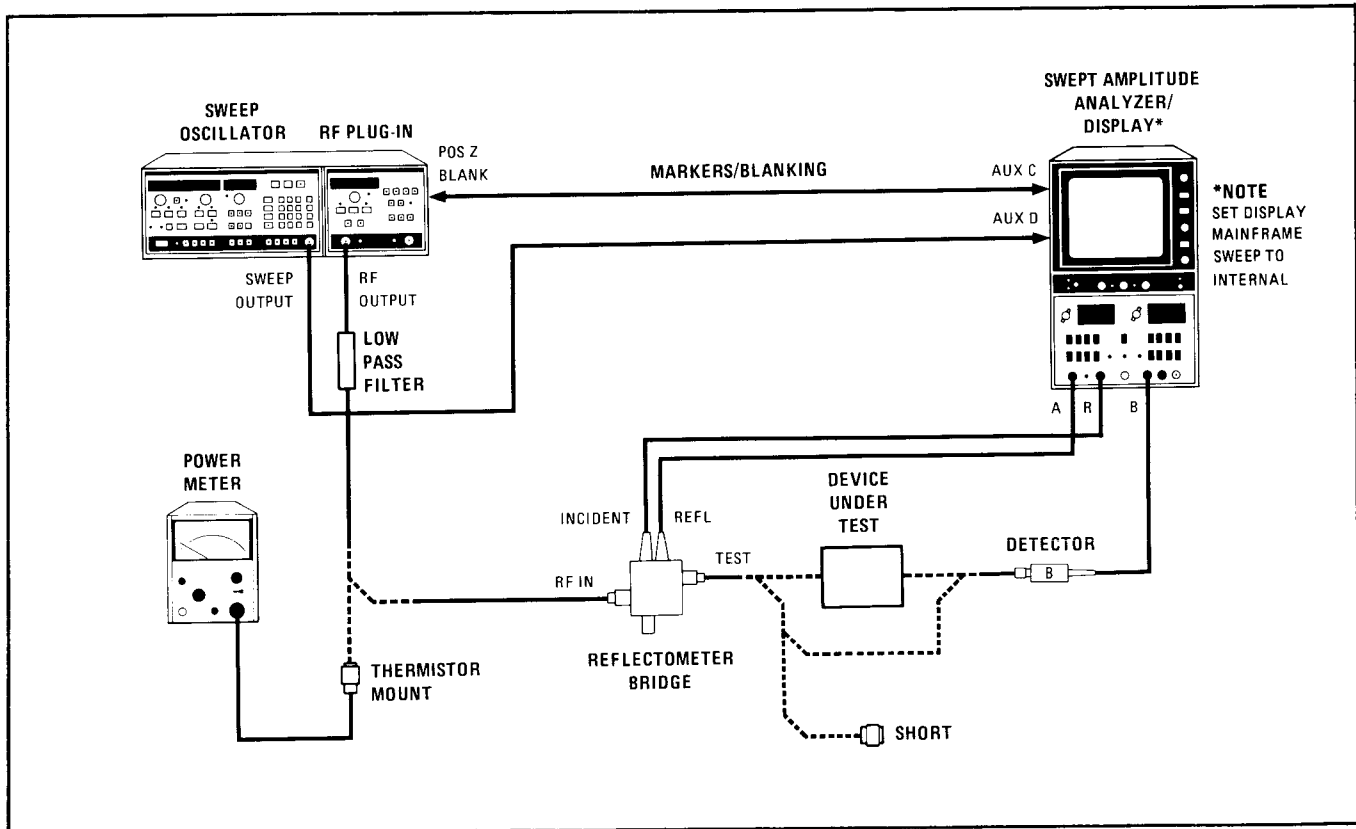 SWEEP
OSCILLATOR
RF PLUG-IN
POS Z
BLANK
MARKERS/BLANKING
AUX C
AUX D
SWEPT AMPLITUDE
ANALYZER/
DISPLAY*
*NOTE
SET DISPLAY
MAINFRAME
SWEEP TO
INTERNAL
SWEEP
OUTPUT
RF
OUTPUT
LOW
PASS
FILTER
A R B
POWER
METER
INCIDENT
REFL
RF IN
TEST
DEVICE
UNDER
TEST
DETECTOR
B
THERMISTOR
MOUNT
REFLECTOMETER
BRIDGE
SHORT